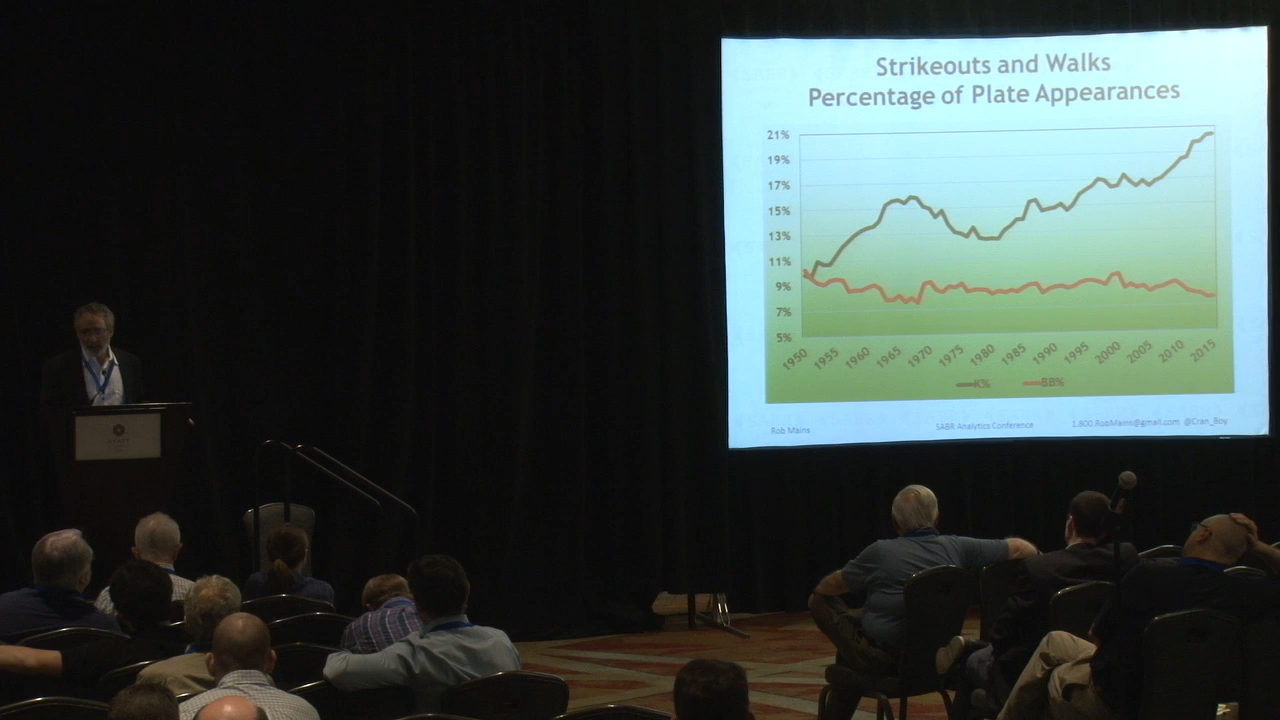 Strikeouts and Walks
Percentage of Plate Appearances
21%
19%
17%
15%
13%
11%
9%
7%
5%
1950 1955 1960 1965 1970 1975 1980 1985 1990 1995 2000 2005 2010 2015
K% BB%
Rob Mains SABR Analytics Conference 1.800.RobMains@gmail.com @Cran_Boy